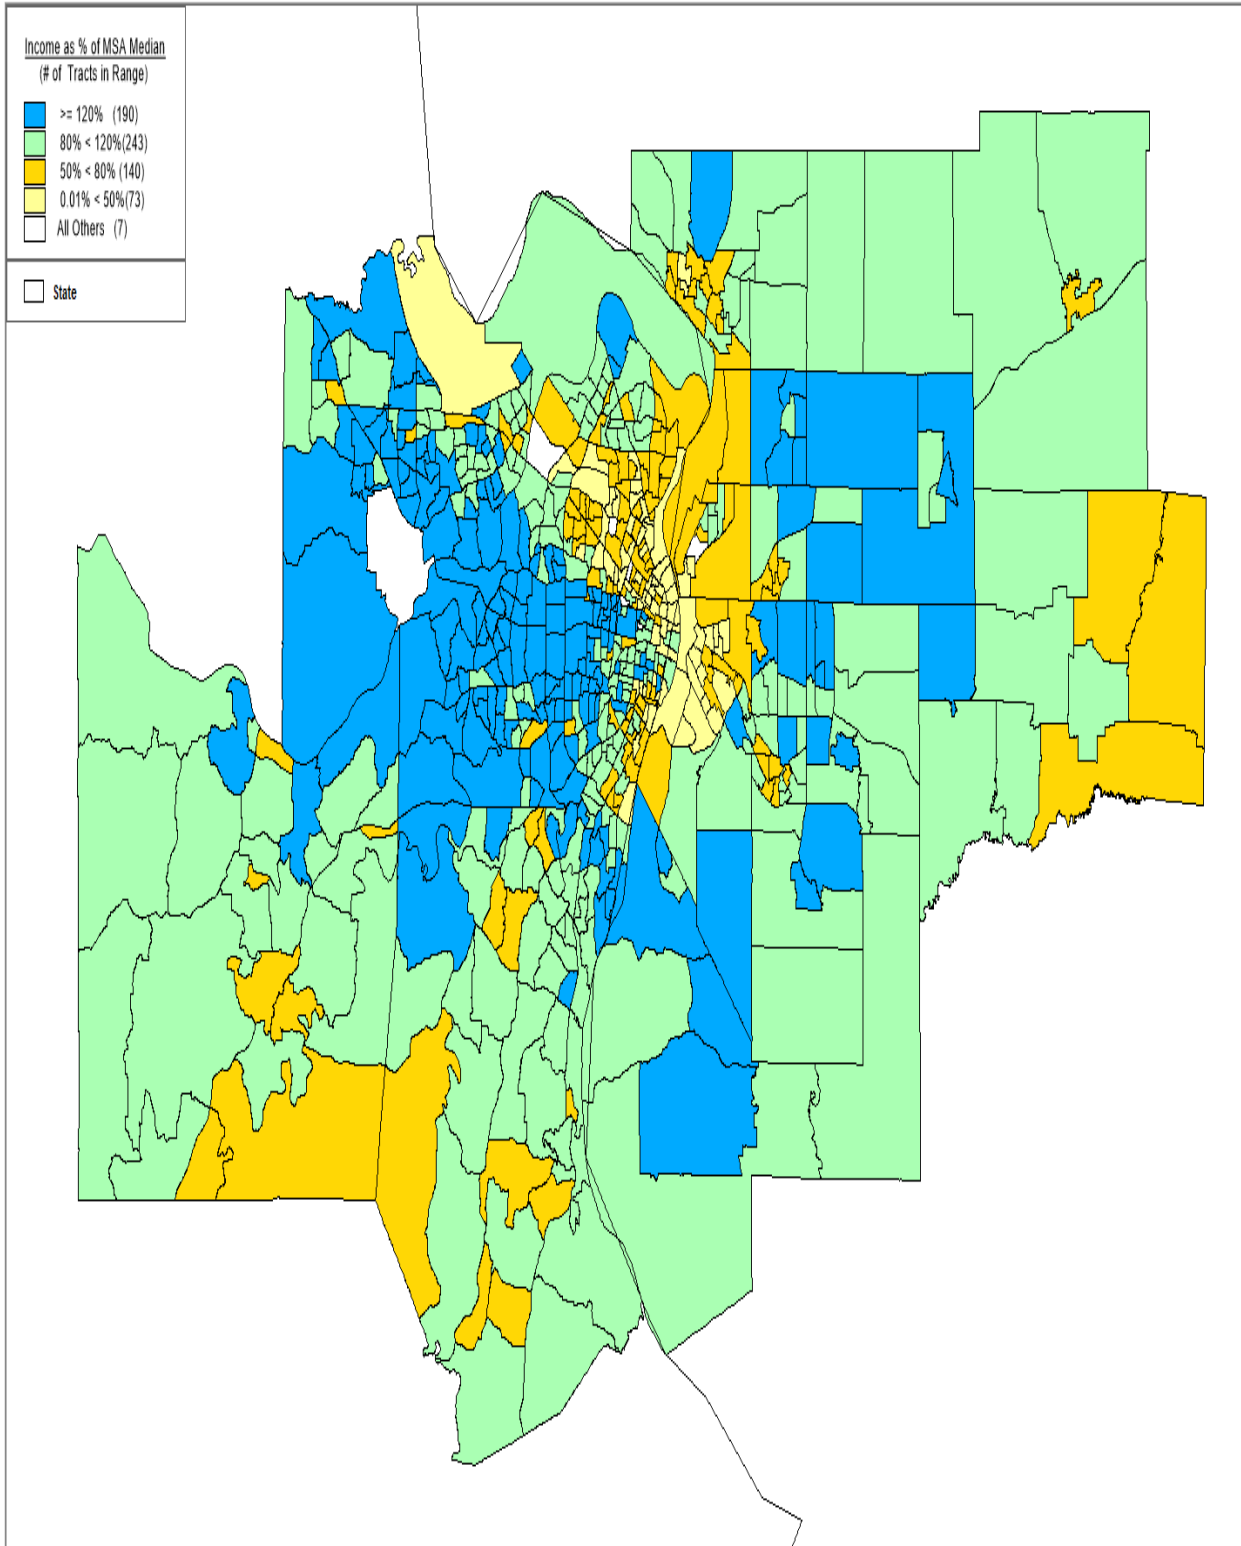 Income as % of MSA Median
(# of Tracts in Range)
>= 120% (190)
80% < 120%(243)
50% < 80% (140)
0.01% < 50%(73)
All Others (7)
State